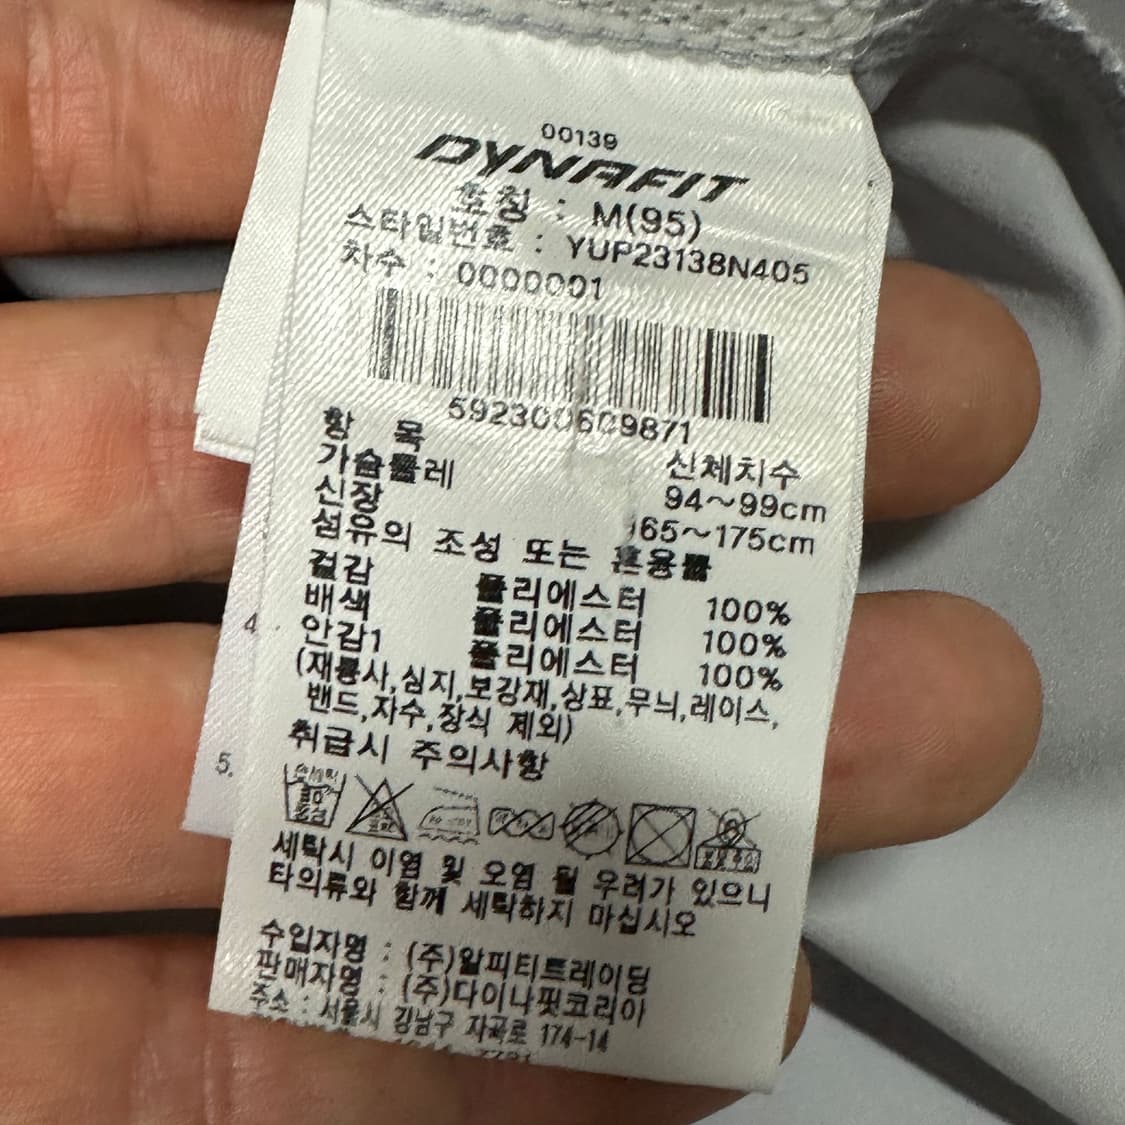 00139
DYNAFIT
호칭 : M(95)
스타일번호 : YUP23138N405
차수 : 0000001
592300609871
항 목 신체치수
가슴둘레 94~99cm
신장 165~175cm
섬유의 조성 또는 혼용률
겉감 폴리에스터 100%
배색 폴리에스터 100%
안감1 폴리에스터 100%
(재봉사,심지,보강재,상표,무늬,레이스,
밴드,자수,장식 제외)
취급시 주의사항
세탁시 이염 및 오염 될 우려가 있으니
타의류와 함께 세탁하지 마십시오
수입자명 : (주)알피티트레이딩
판매자명 : (주)다이나핏코리아
주소 : 서울시 강남구 자곡로 174-14
4.
5.